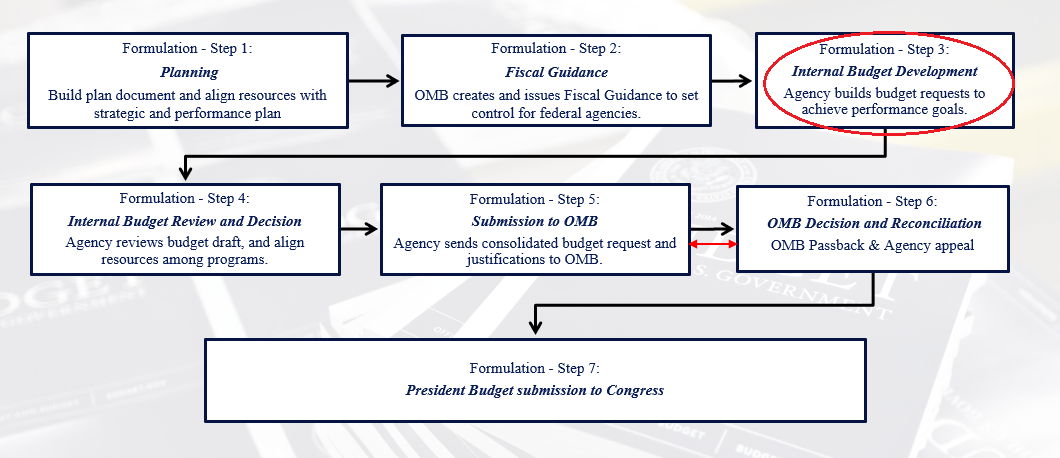 Formulation - Step 1:
Planning
Build plan document and align resources with
strategic and performance plan
Formulation - Step 2:
Fiscal Guidance
OMB creates and issues Fiscal Guidance to set
control for federal agencies.
Formulation - Step 3:
Internal Budget Development
Agency builds budget requests to
achieve performance goals.
Formulation - Step 4:
Internal Budget Review and Decision
Agency reviews budget draft, and align
resources among programs.
Formulation - Step 5:
Submission to OMB
Agency sends consolidated budget request and
justifications to OMB.
Formulation - Step 6:
OMB Decision and Reconciliation
OMB Passback & Agency appeal
S. GOVERNMENT
Formulation - Step 7:
President Budget submission to Congress
BUDGET